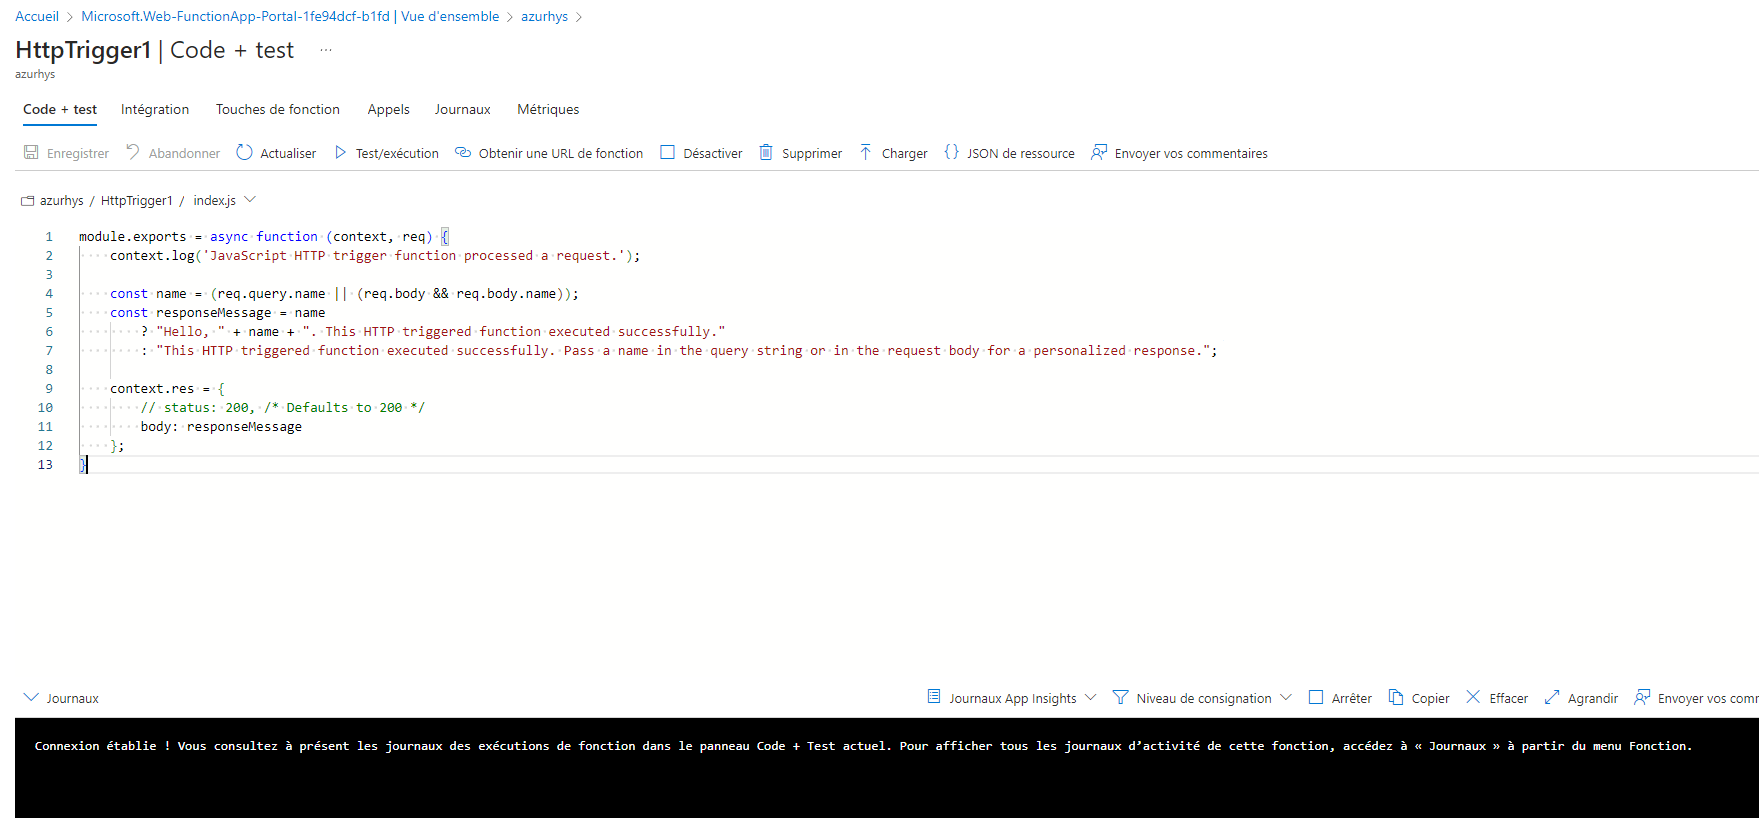 Accueil > Microsoft.Web-FunctionApp-Portal-1fe94dcf-b1fd | Vue d'ensemble > azurhys >
HttpTrigger1 | Code + test ...
azurhys
Code + test Intégration Touches de fonction Appels Journaux Métriques
Enregistrer Abandonner Actualiser Test/exécution Obtenir une URL de fonction Désactiver Supprimer Charger {} JSON de ressource Envoyer vos commentaires
azurhys / HttpTrigger1 / index.js
1 module.exports = async function (context, req) {
2     context.log('JavaScript HTTP trigger function processed a request.');
3
4     const name = (req.query.name || (req.body && req.body.name));
5     const responseMessage = name
6         ? "Hello, " + name + ". This HTTP triggered function executed successfully."
7         : "This HTTP triggered function executed successfully. Pass a name in the query string or in the request body for a personalized response.";
8
9     context.res = {
10         // status: 200, /* Defaults to 200 */
11         body: responseMessage
12     };
13 }
Journaux Journaux App Insights Niveau de consignation Arrêter Copier Effacer Agrandir Envoyer vos comm
Connexion établie ! Vous consultez à présent les journaux des exécutions de fonction dans le panneau Code + Test actuel. Pour afficher tous les journaux d’activité de cette fonction, accédez à « Journaux » à partir du menu Fonction.